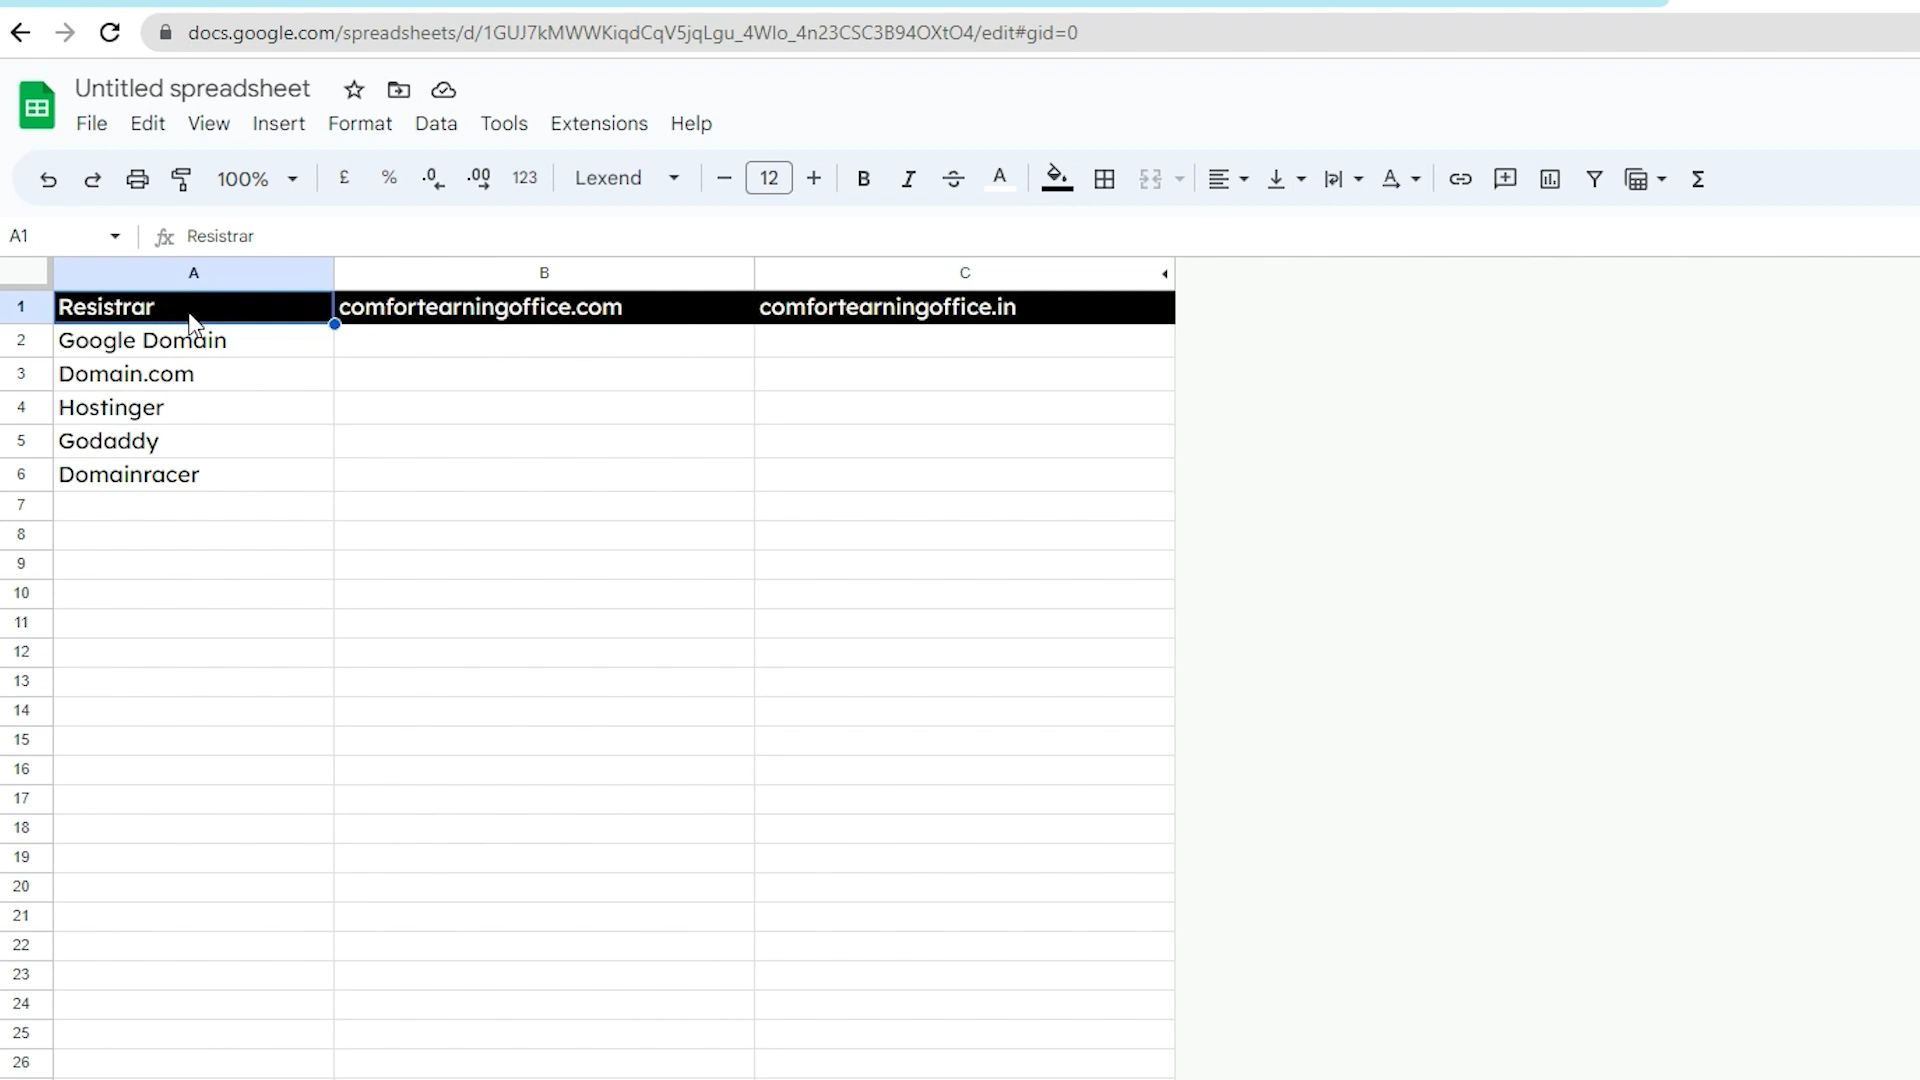 docs.google.com/spreadsheets/d/1GUJ7kMWWKiqdCqV5jqLgu_4Wlo_4n23CSC3B94OXtO4/edit#gid=0
Untitled spreadsheet
File Edit View Insert Format Data Tools Extensions Help
100% £ % .0 .00 123 Lexend 12 B I A A Σ
A1 fx Resistrar
A B C
1 Resistrar comfortearningoffice.com comfortearningoffice.in
2 Google Domain
3 Domain.com
4 Hostinger
5 Godaddy
6 Domainracer
7
8
9
10
11
12
13
14
15
16
17
18
19
20
21
22
23
24
25
26